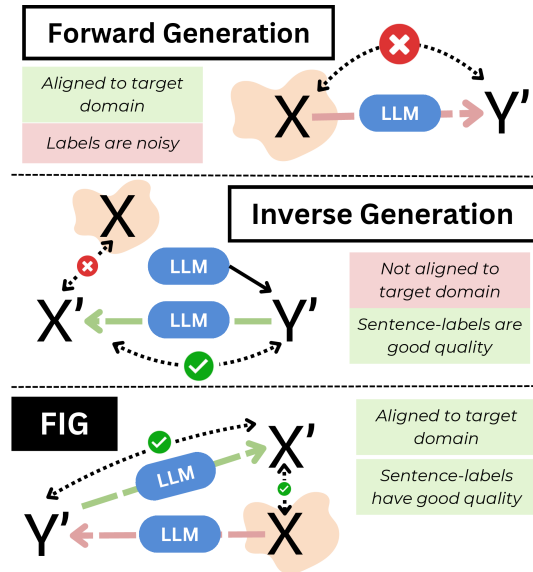 Forward Generation
Aligned to target
domain
Labels are noisy
X
LLM
Y'
X
Inverse Generation
LLM
X'
LLM
Y'
Not aligned to
target domain
Sentence-labels are
good quality
FIG
X'
LLM
Y'
LLM
X
Aligned to target
domain
Sentence-labels
have good quality